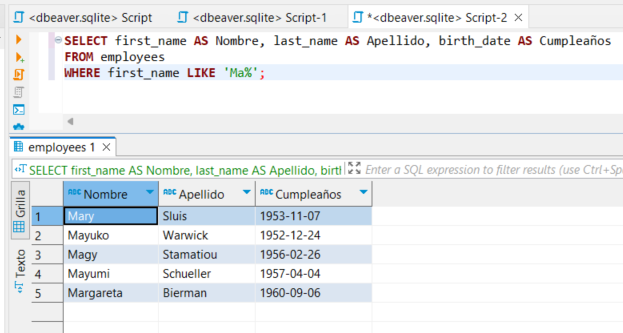 <dbeaver.sqlite> Script
<dbeaver.sqlite> Script-1
*<dbeaver.sqlite> Script-2
SELECT first_name AS Nombre, last_name AS Apellido, birth_date AS Cumpleaños
FROM employees
WHERE first_name LIKE 'Ma%';
employees 1
SELECT first_name AS Nombre, last_name AS Apellido, birt
Enter a SQL expression to filter results (use Ctrl+Sp
Grilla
Texto
ABC Nombre ABC Apellido ABC Cumpleaños
1 Mary Sluis 1953-11-07
2 Mayuko Warwick 1952-12-24
3 Magy Stamatiou 1956-02-26
4 Mayumi Schueller 1957-04-04
5 Margareta Bierman 1960-09-06